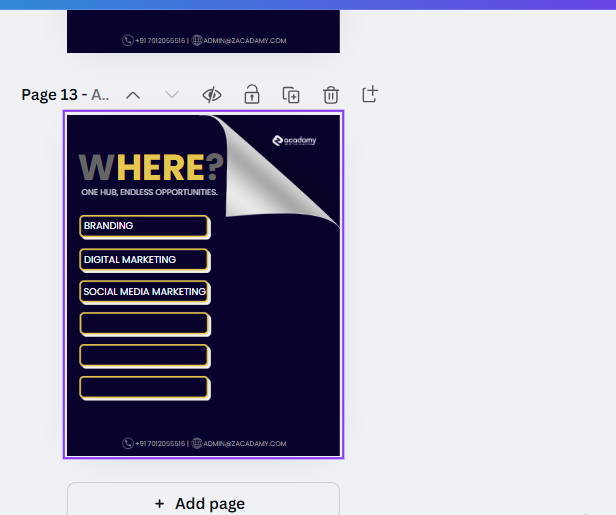 +91 7012055516 | ADMIN@ZACADAMY.COM
Page 13 - A..
acadamy
WHERE?
ONE HUB, ENDLESS OPPORTUNITIES.
BRANDING
DIGITAL MARKETING
SOCIAL MEDIA MARKETING
+91 7012055516 | ADMIN@ZACADAMY.COM
+ Add page